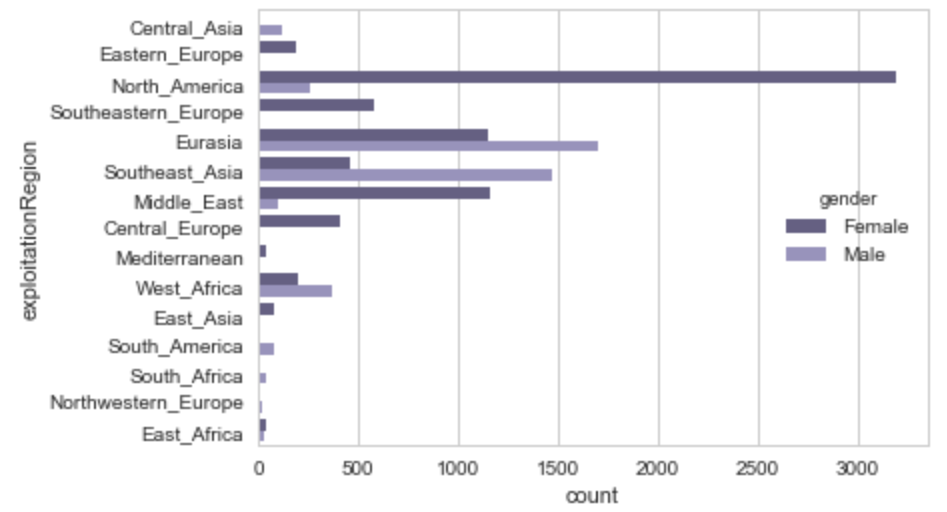 exploitationRegion
Central_Asia
Eastern_Europe
North_America
Southeastern_Europe
Eurasia
Southeast_Asia
Middle_East
Central_Europe
Mediterranean
West_Africa
East_Asia
South_America
South_Africa
Northwestern_Europe
East_Africa
gender
Female
Male
0 500 1000 1500 2000 2500 3000
count